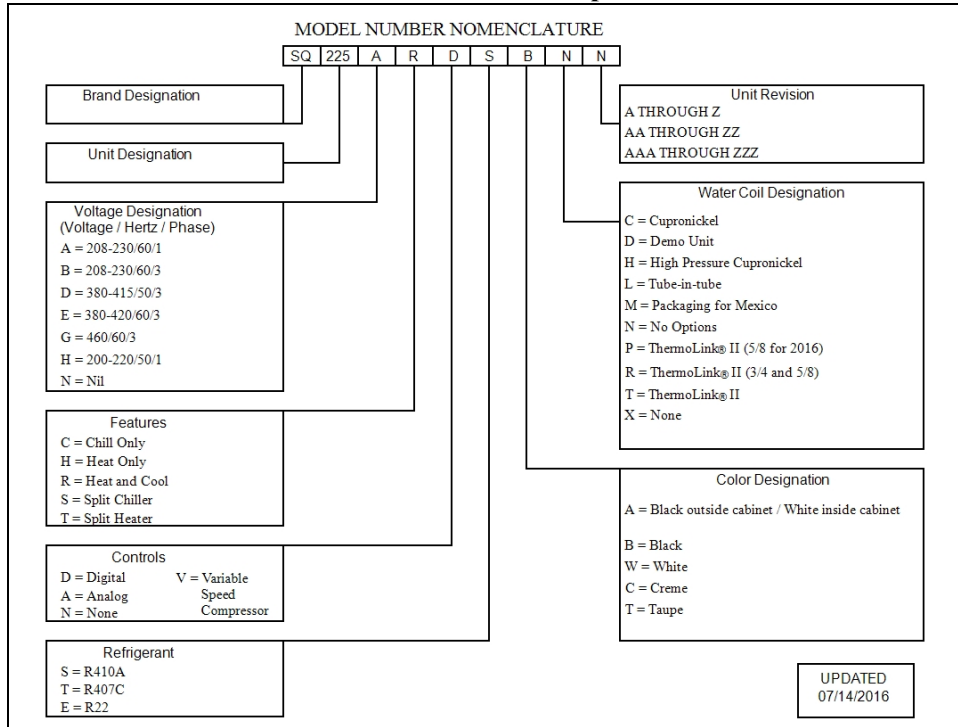 MODEL NUMBER NOMENCLATURE
SQ 225 A R D S B N N
Brand Designation
Unit Designation
Voltage Designation
(Voltage / Hertz / Phase)
A = 208-230/60/1
B = 208-230/60/3
D = 380-415/50/3
E = 380-420/60/3
G = 460/60/3
H = 200-220/50/1
N = Nil
Features
C = Chill Only
H = Heat Only
R = Heat and Cool
S = Split Chiller
T = Split Heater
Controls
D = Digital V = Variable
A = Analog Speed
N = None Compressor
Refrigerant
S = R410A
T = R407C
E = R22
Unit Revision
A THROUGH Z
AA THROUGH ZZ
AAA THROUGH ZZZ
Water Coil Designation
C = Cupronickel
D = Demo Unit
H = High Pressure Cupronickel
L = Tube-in-tube
M = Packaging for Mexico
N = No Options
P = ThermoLink® II (5/8 for 2016)
R = ThermoLink® II (3/4 and 5/8)
T = ThermoLink® II
X = None
Color Designation
A = Black outside cabinet / White inside cabinet
B = Black
W = White
C = Creme
T = Taupe
UPDATED
07/14/2016